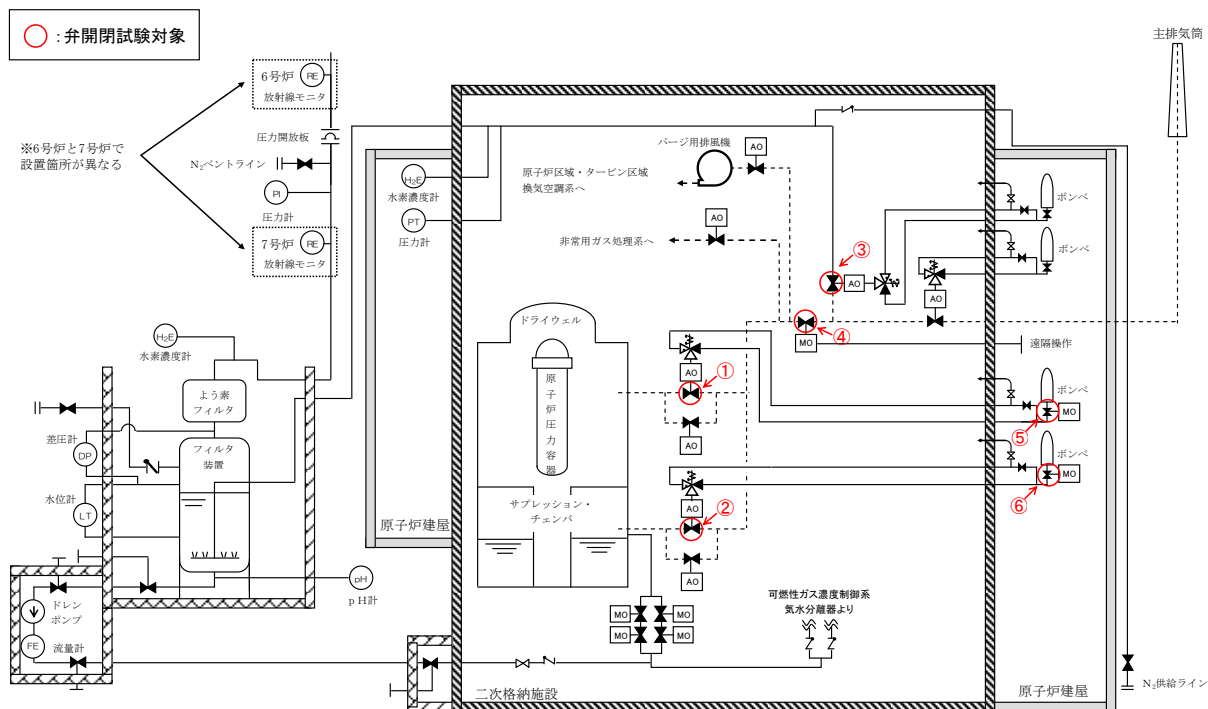 ：弁開閉試験対象
主排気筒
6号炉
RE
放射線モニタ
圧力開放板
※6号炉と7号炉で
設置箇所が異なる
N₂ベントライン
PI
圧力計
7号炉
RE
放射線モニタ
H₂E
水素濃度計
PT
圧力計
パージ用排風機
AO
原子炉区域・タービン区域
換気空調系へ
AO
非常用ガス処理系へ
③
AO
AO
④
MO
遠隔操作
ボンベ
ボンベ
H₂E
水素濃度計
よう素
フィルタ
フィルタ
装置
差圧計
DP
水位計
LT
pH
pH計
ドレン
ポンプ
FE
流量計
原子炉建屋
ドライウェル
原子炉圧力容器
サプレッション・
チェンバ
AO
①
AO
AO
②
AO
ボンベ
MO
⑤
ボンベ
MO
⑥
MO
MO
MO
MO
可燃性ガス濃度制御系
気水分離器より
二次格納施設
原子炉建屋
N₂供給ライン